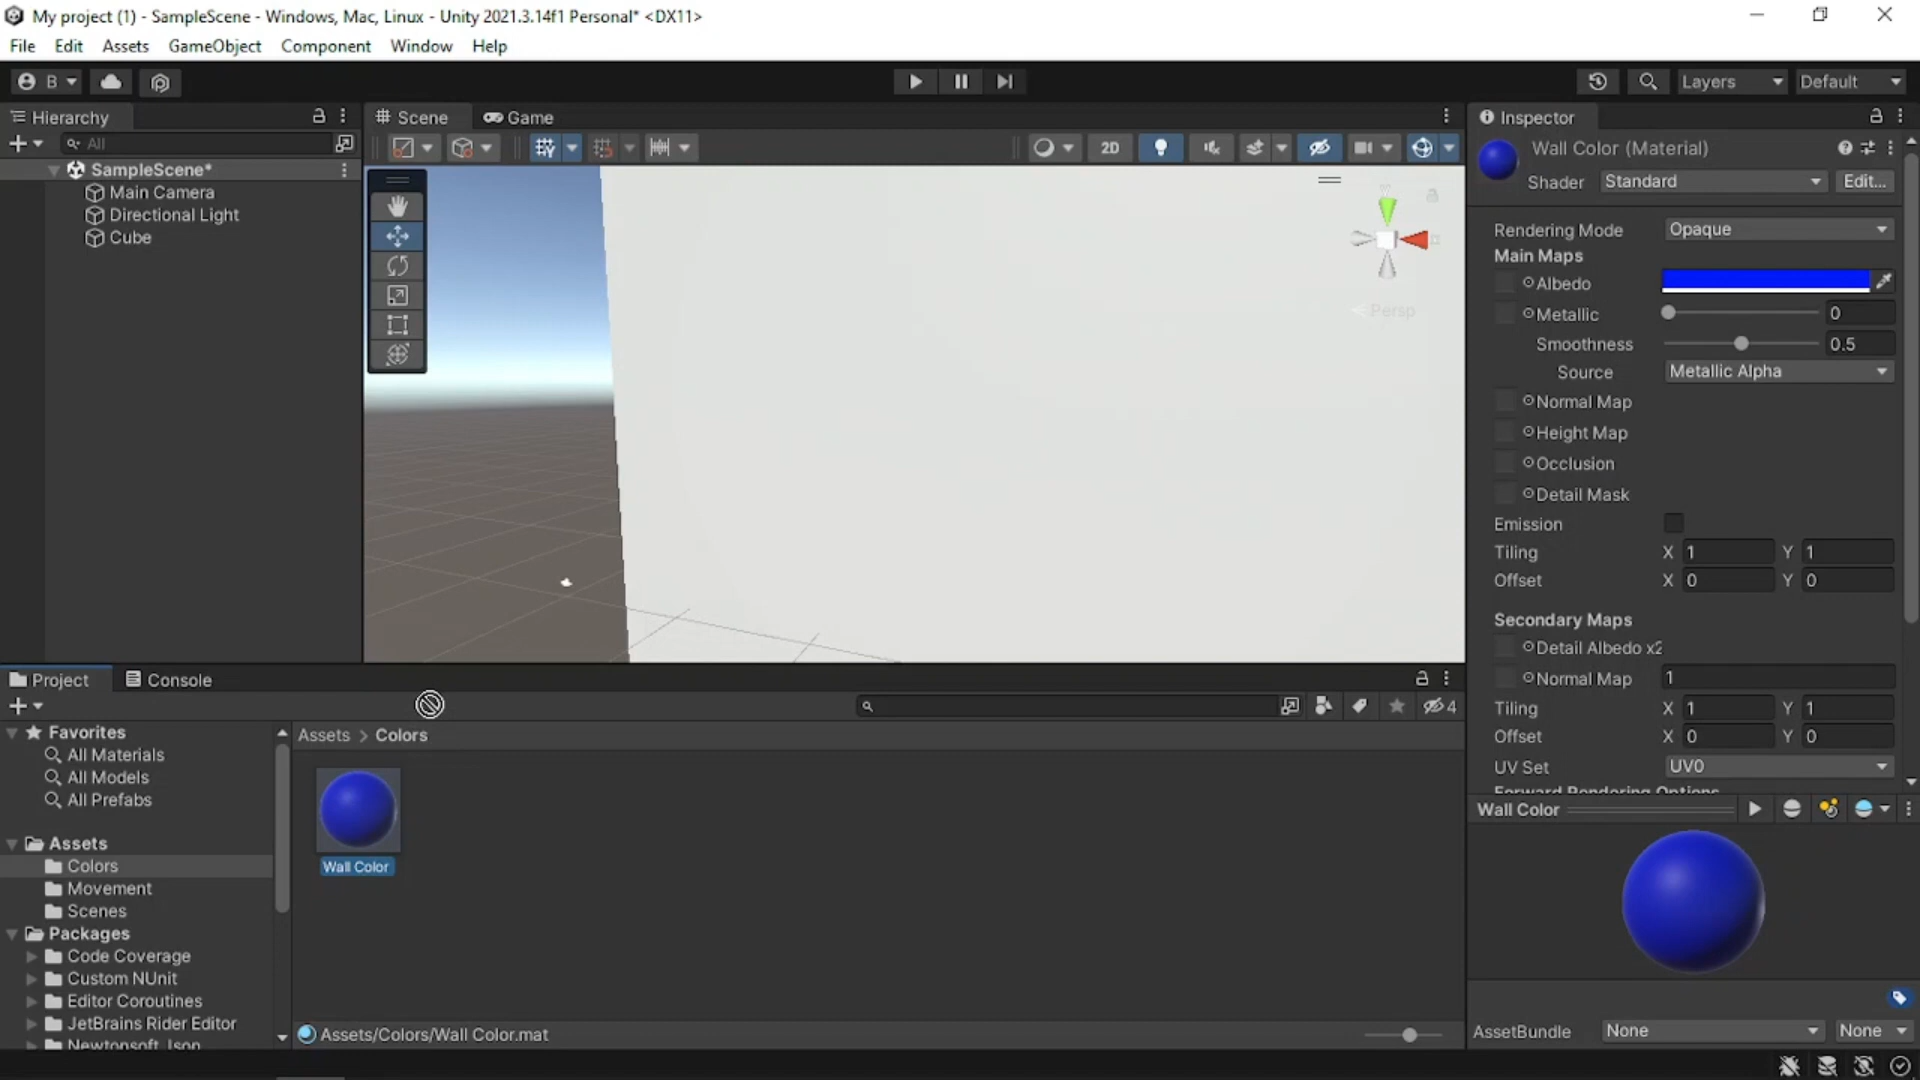 My project (1) - SampleScene - Windows, Mac, Linux - Unity 2021.3.14f1 Personal* <DX11>
File Edit Assets GameObject Component Window Help
B Layers Default
Hierarchy
All
SampleScene*
Main Camera
Directional Light
Cube
Scene Game
2D
Persp
Inspector
Wall Color (Material)
Shader Standard Edit...
Rendering Mode Opaque
Main Maps
Albedo
Metallic 0
Smoothness 0.5
Source Metallic Alpha
Normal Map
Height Map
Occlusion
Detail Mask
Emission
Tiling X 1 Y 1
Offset X 0 Y 0
Secondary Maps
Detail Albedo x2
Normal Map 1
Tiling X 1 Y 1
Offset X 0 Y 0
UV Set UV0
Forward Rendering Options
Wall Color
AssetBundle None None
Project Console
4
Favorites
All Materials
All Models
All Prefabs
Assets
Colors
Movement
Scenes
Packages
Code Coverage
Custom NUnit
Editor Coroutines
JetBrains Rider Editor
Newtonsoft Json
Assets > Colors
Wall Color
Assets/Colors/Wall Color.mat